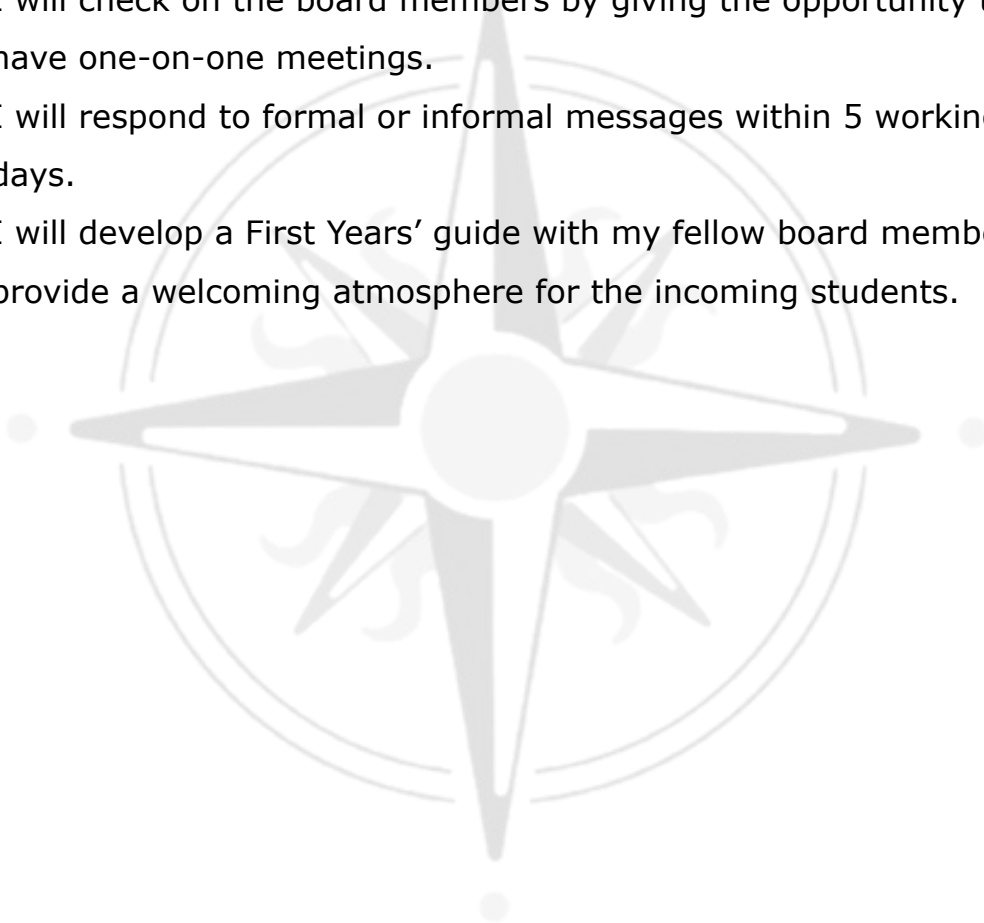 will check on the board members by giving the opportunity
have one-on-one meetings.
I will respond to formal or informal messages within 5 working
days.
I will develop a First Years’ guide with my fellow board
provide a welcoming atmosphere for the incoming students.